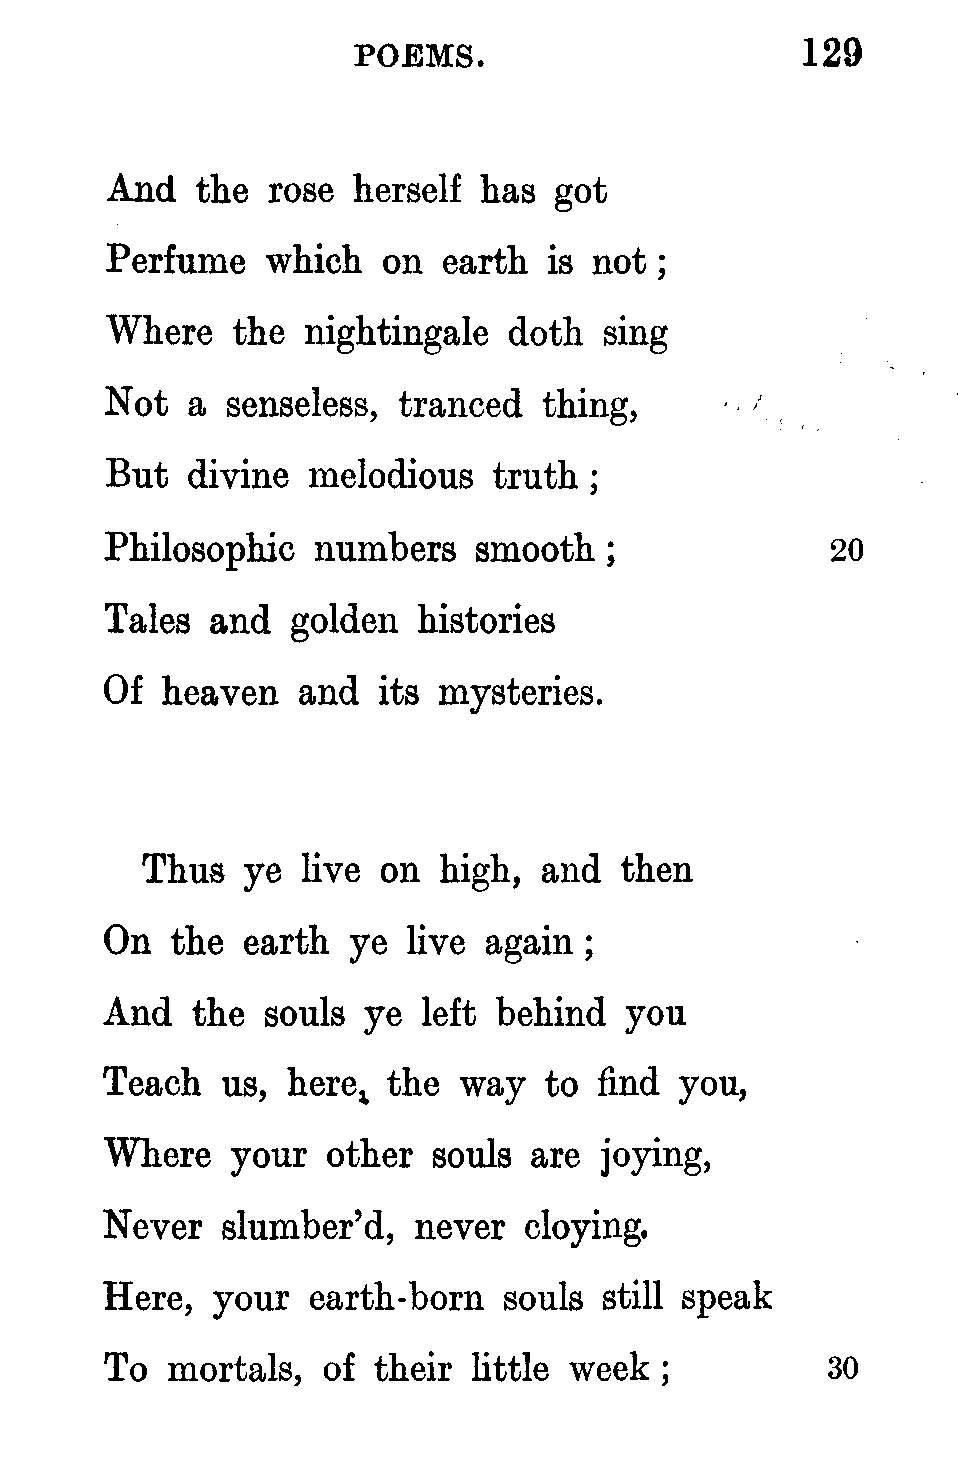 POEMS. 129
And the rose herself has got
Perfume which on earth is not ;
Where the nightingale doth sing
Not a senseless, tranced thing,
But divine melodious truth ;
Philosophic numbers smooth ; 20
Tales and golden histories
Of heaven and its mysteries.
Thus ye live on high, and then
On the earth ye live again ;
And the souls ye left behind you
Teach us, here, the way to find you,
Where your other souls are joying,
Never slumber’d, never cloying.
Here, your earth-born souls still speak
To mortals, of their little week ; 30